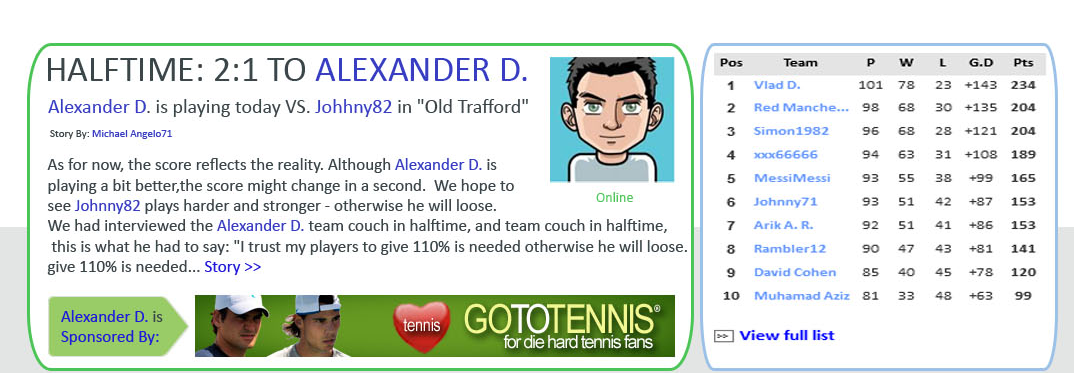 HALFTIME: 2:1 TO ALEXANDER D.
Alexander D. is playing today VS. Johhny82 in "Old Trafford"
Story By: Michael Angelo71
As for now, the score reflects the reality. Although Alexander D. is
playing a bit better,the score might change in a second. We hope to
see Johnny82 plays harder and stronger - otherwise he will loose.
We had interviewed the Alexander D. team couch in halftime, and team couch in halftime,
this is what he had to say: "I trust my players to give 110% is needed otherwise he will loose.
give 110% is needed... Story >>
Online
Alexander D. is
Sponsored By:
tennis
GOTOTENNIS®
for die hard tennis fans
Pos Team P W L G.D Pts
1 Vlad D. 101 78 23 +143 234
2 Red Manche... 98 68 30 +135 204
3 Simon1982 96 68 28 +121 204
4 xxx66666 94 63 31 +108 189
5 MessiMessi 93 55 38 +99 165
6 Johnny71 93 51 42 +87 153
7 Arik A. R. 92 51 41 +86 153
8 Rambler12 90 47 43 +81 141
9 David Cohen 85 40 45 +78 120
10 Muhamad Aziz 81 33 48 +63 99
>> View full list